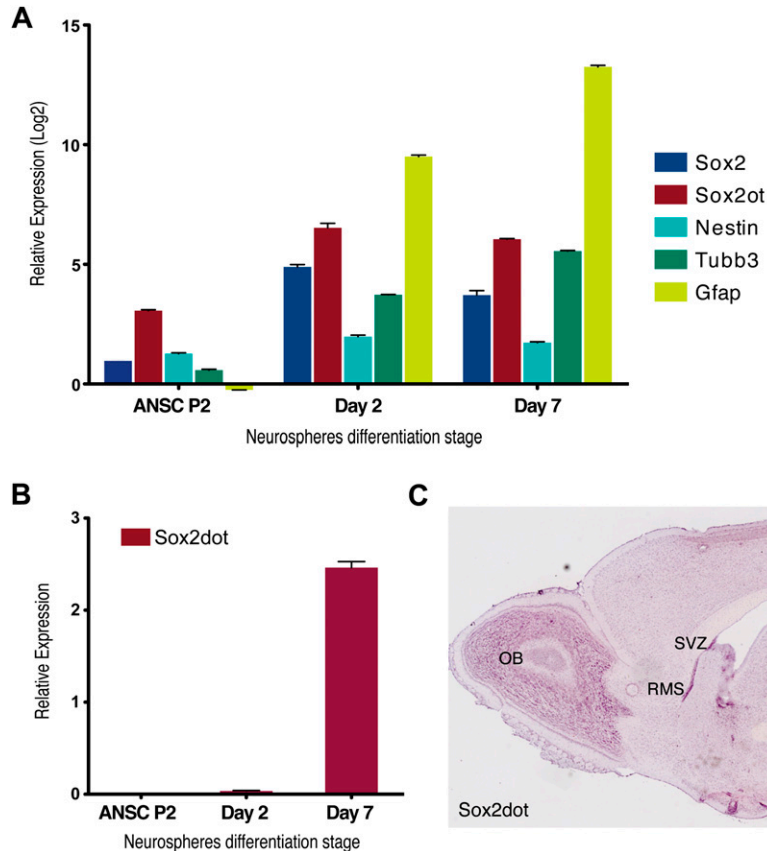 A
15
10
5
0
Relative Expression (Log2)
ANSC P2 Day 2 Day 7
Neurospheres differentiation stage
Sox2
Sox2ot
Nestin
Tubb3
Gfap
B
3
2
1
0
Relative Expression
Sox2dot
ANSC P2 Day 2 Day 7
Neurospheres differentiation stage
C
SVZ
OB
RMS
Sox2dot